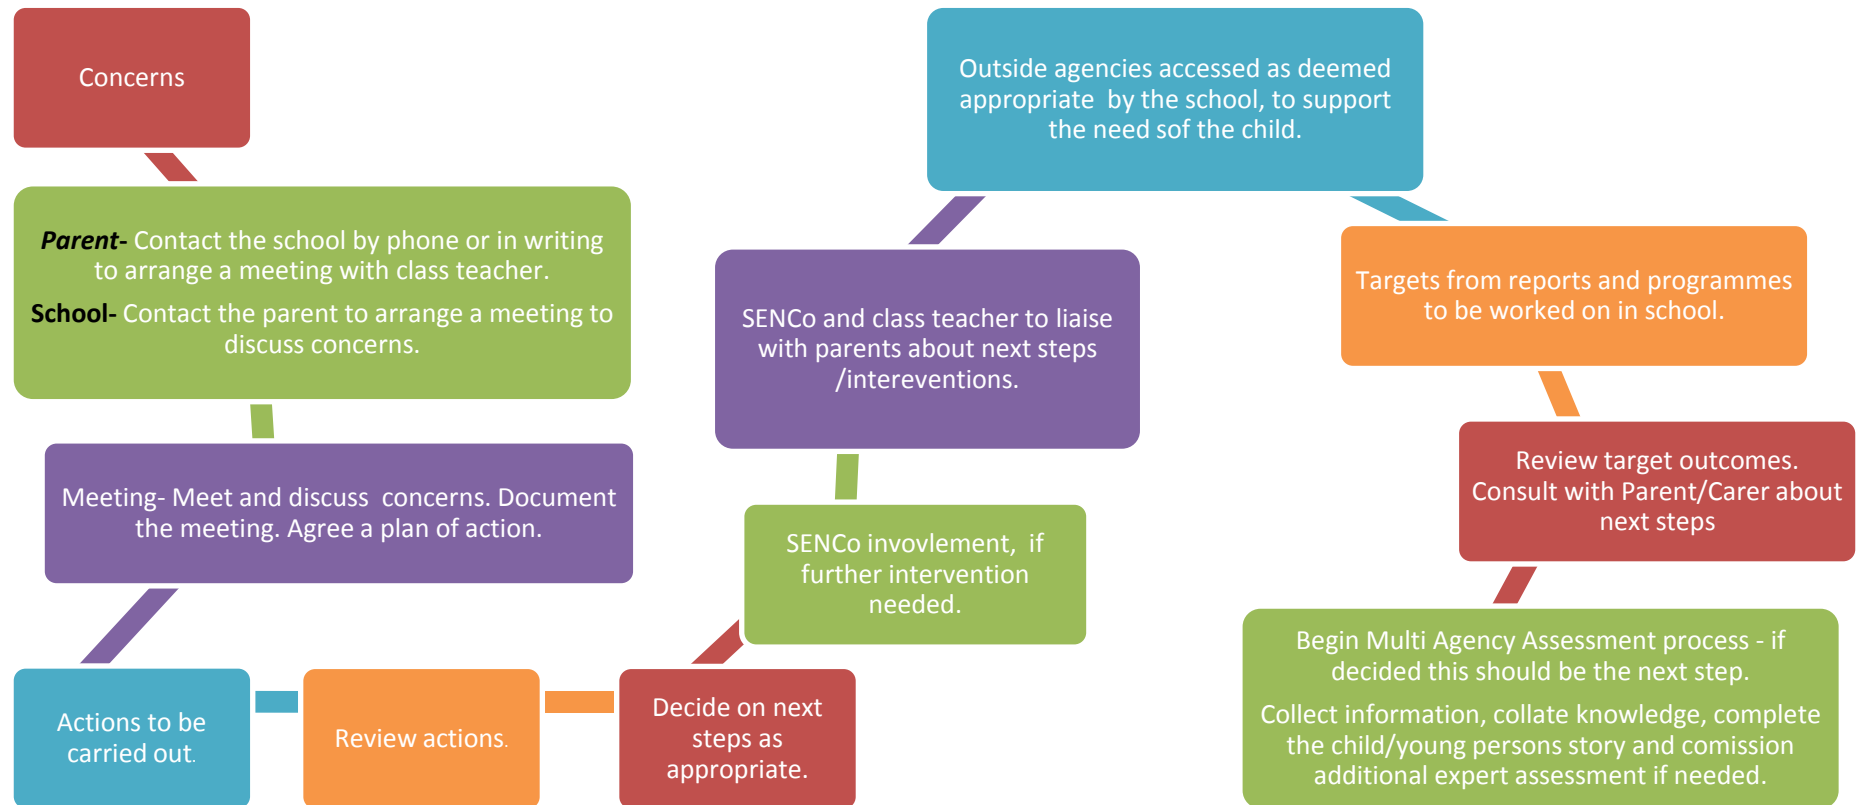 Concerns
Parent- Contact the school by phone or in writing
to arrange a meeting with class teacher.
School- Contact the parent to arrange a meeting to
discuss concerns.
Meeting- Meet and discuss  concerns. Document
the meeting. Agree a plan of action.
Actions to be
carried out.
Review actions.
Decide on next
steps as
appropriate.
SENCo invovlement,  if
further intervention
needed.
SENCo and class teacher to liaise
with parents about next steps
/intereventions.
Outside agencies accessed as deemed
appropriate  by the school, to support
the need sof the child.
Targets from reports and programmes
to be worked on in school.
Review target outcomes.
Consult with Parent/Carer about
next steps
Begin Multi Agency Assessment process - if
decided this should be the next step.
Collect information, collate knowledge, complete
the child/young persons story and comission
additional expert assessment if needed.